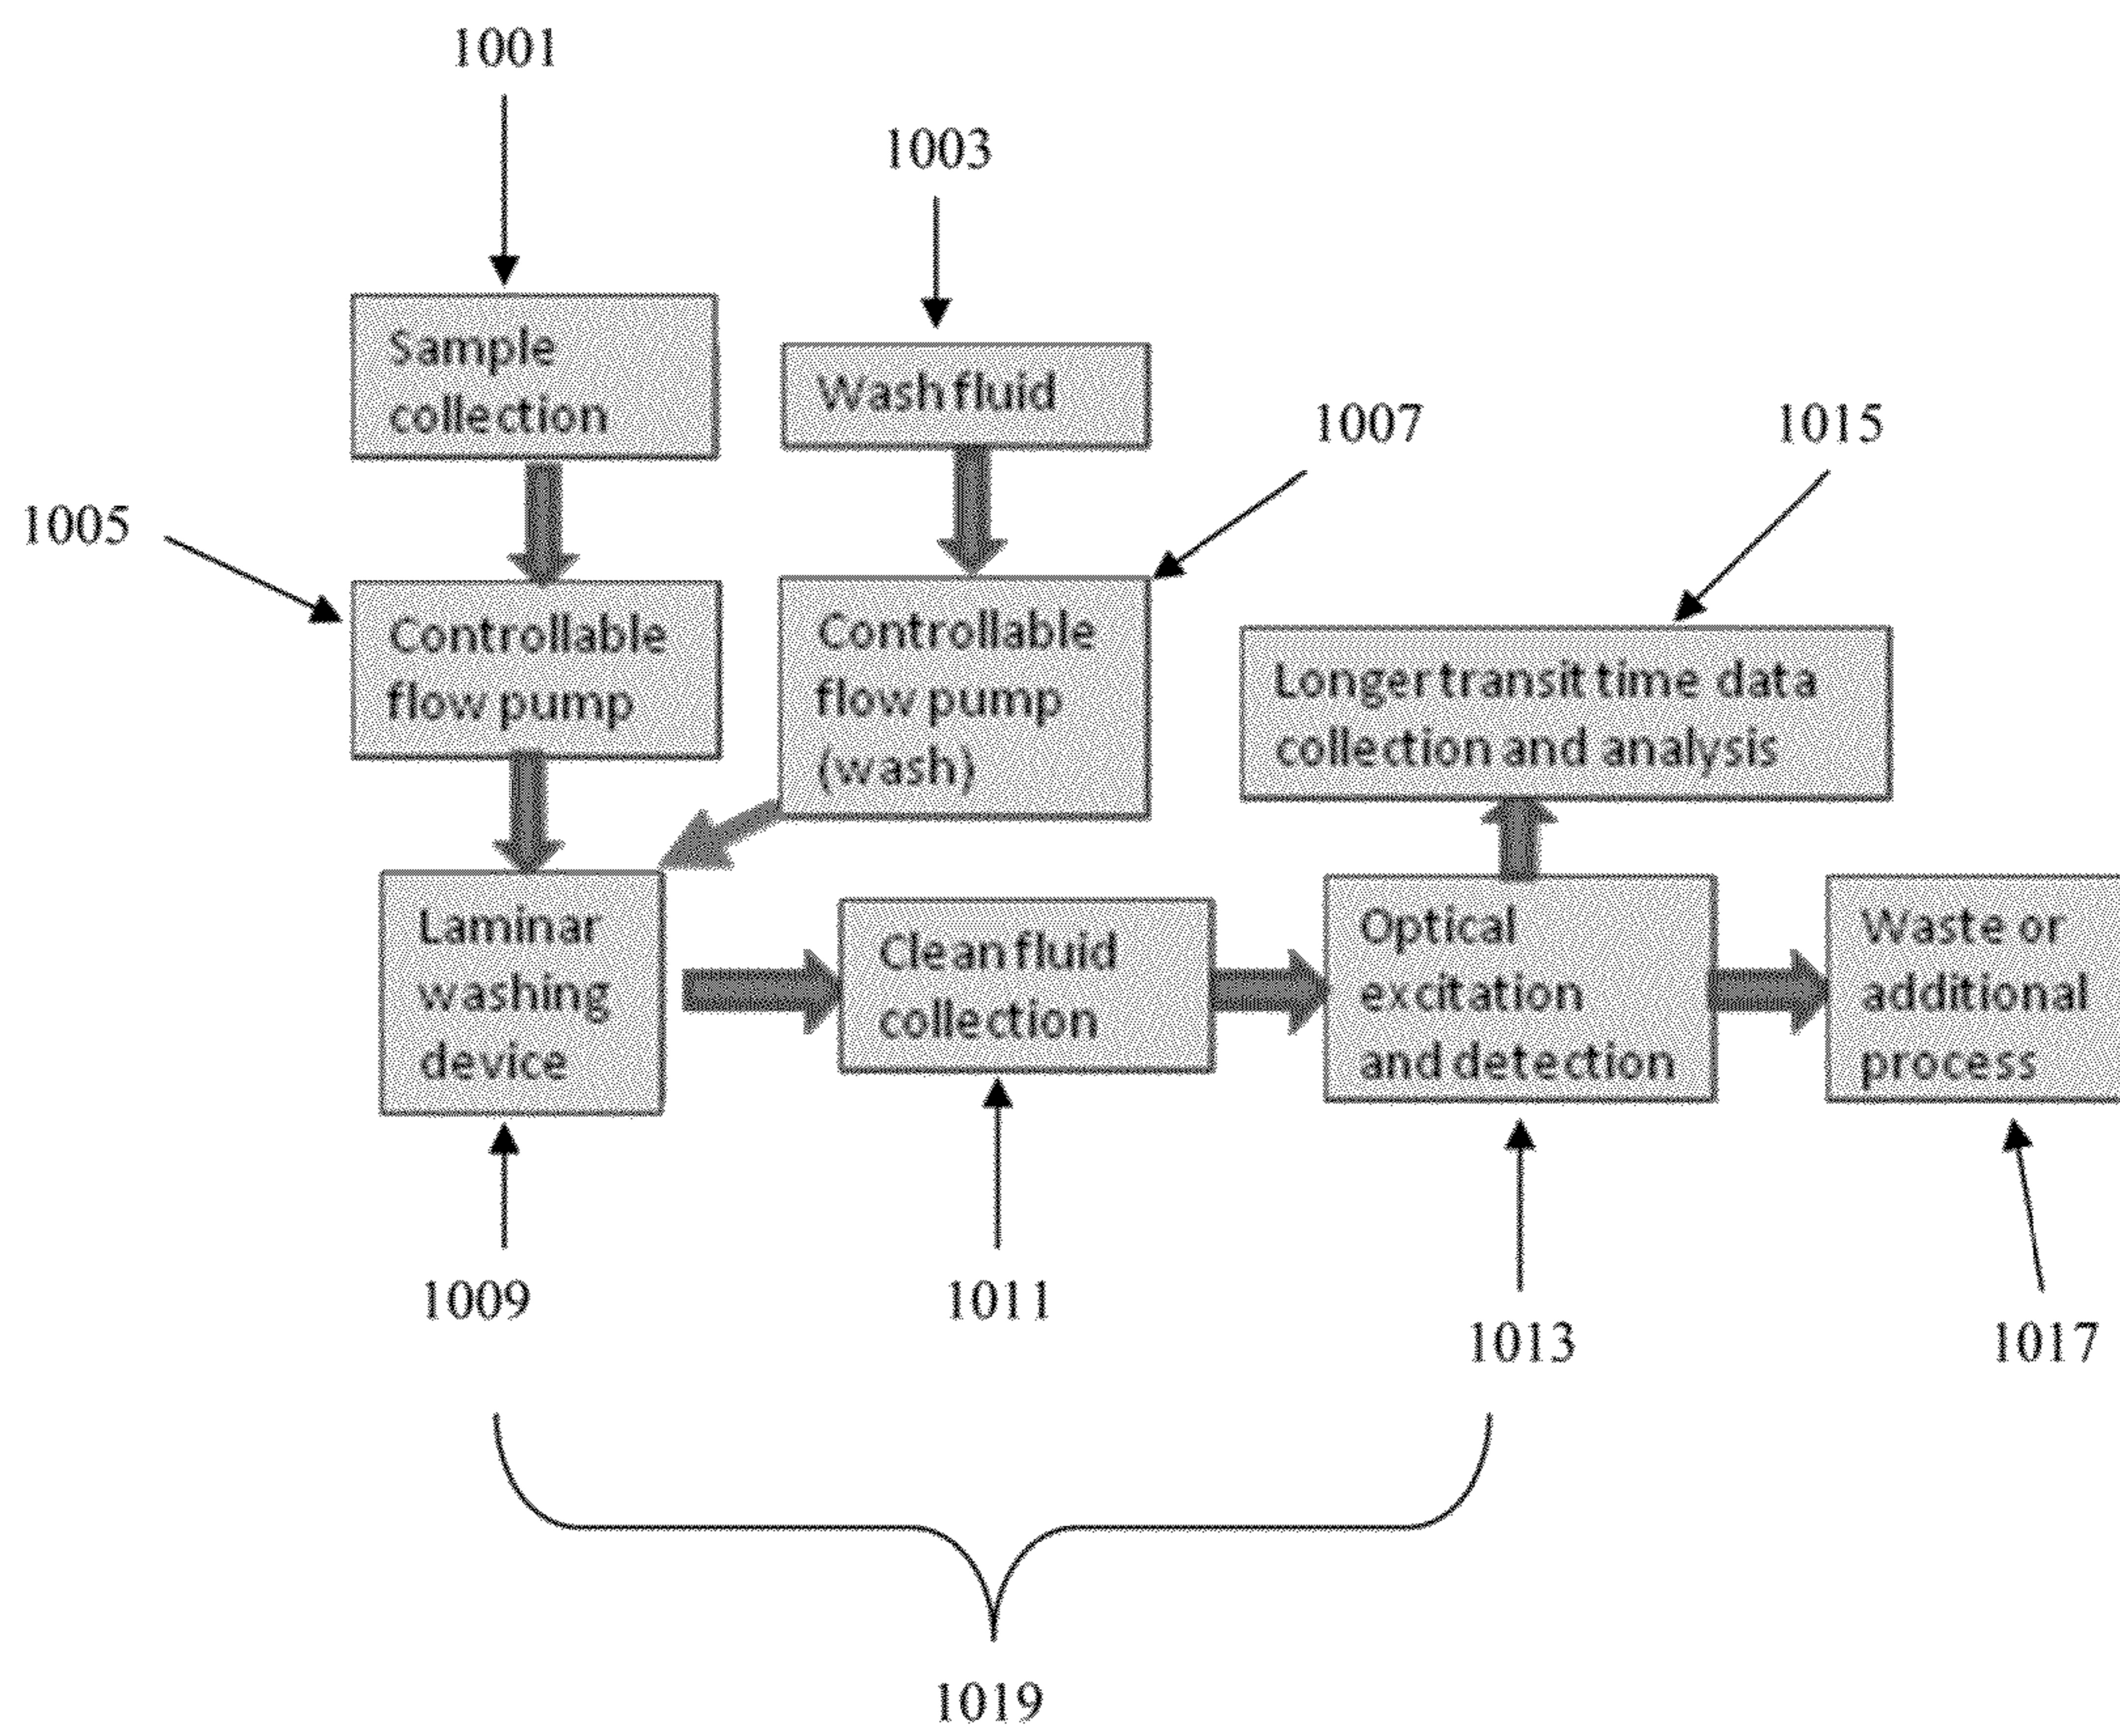 1001
1003
Sample
collection
Wash fluid
1007
1015
1005
Controllable
flow pump
Controllable
flow pump
(wash)
Longer transit time data
collection and analysis
Laminar
washing
device
Clean fluid
collection
Optical
excitation
and detection
Waste or
additional
process
1009
1011
1013
1017
1019